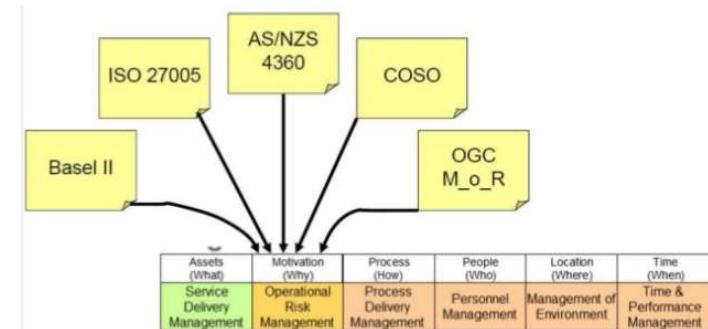 AS/NZS
4360
ISO 27005
COSO
Basel II
OGC
M_o_R
Assets
(What)
Motivation
(Why)
Process
(How)
People
(Who)
Location
(Where)
Time
(When)
Service
Delivery
Management
Operational
Risk
Management
Process
Delivery
Management
Personnel
Management
Management of
Environment
Time &
Performance
Management